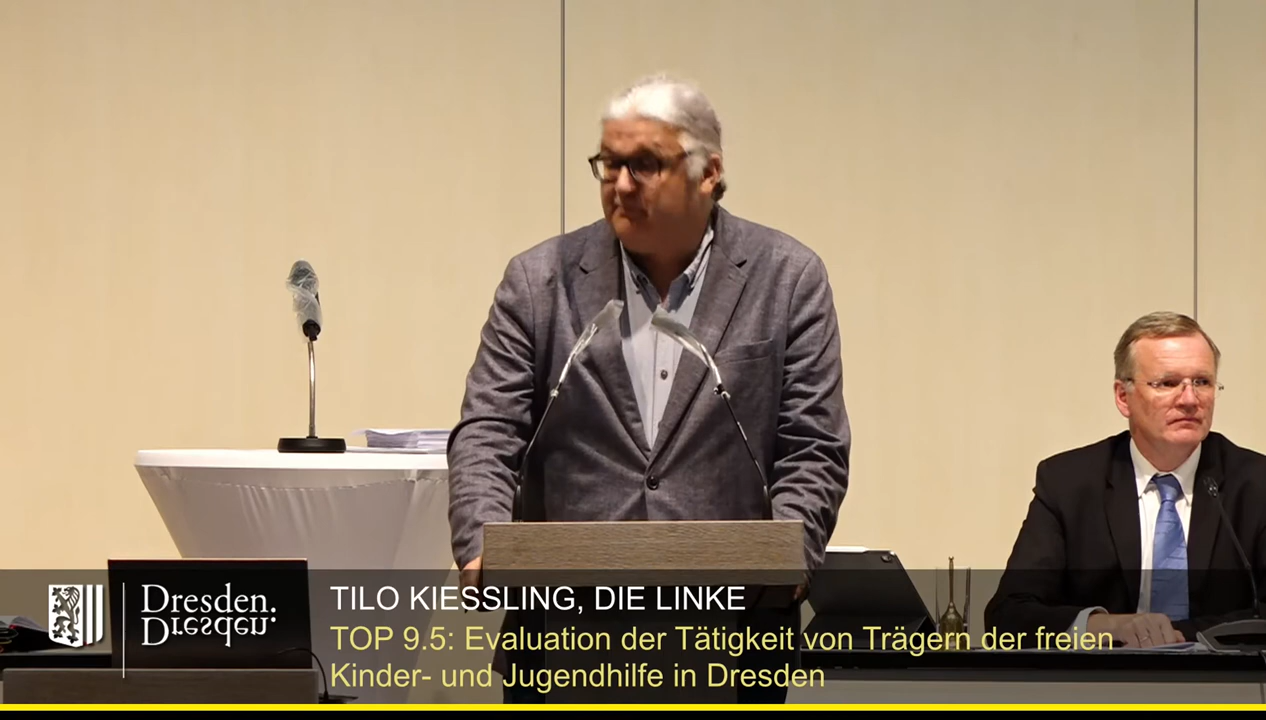 Dresden.
Dresden.
TILO KIESSLING, DIE LINKE
TOP 9.5: Evaluation der Tätigkeit von Trägern der freien
Kinder- und Jugendhilfe in Dresden